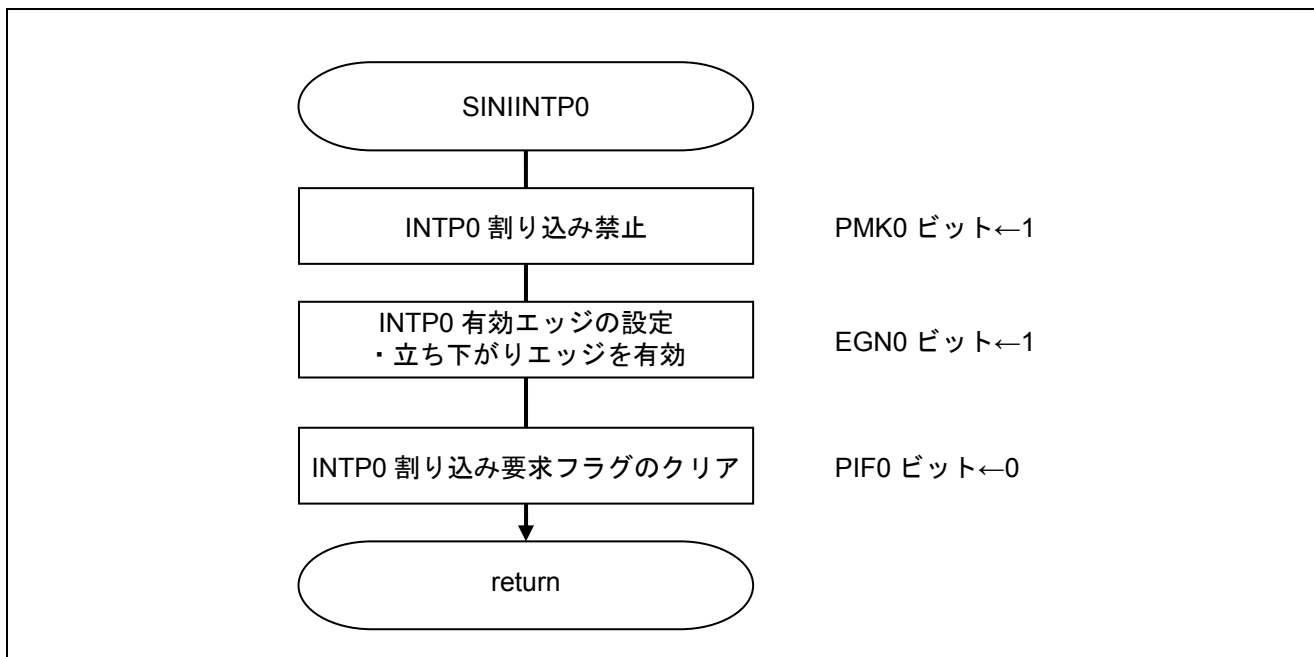 SINIINTP0
INTP0 割り込み禁止 PMK0 ビット←1
INTP0 有効エッジの設定
・立ち下がりエッジを有効 EGN0 ビット←1
INTP0 割り込み要求フラグのクリア PIF0 ビット←0
return